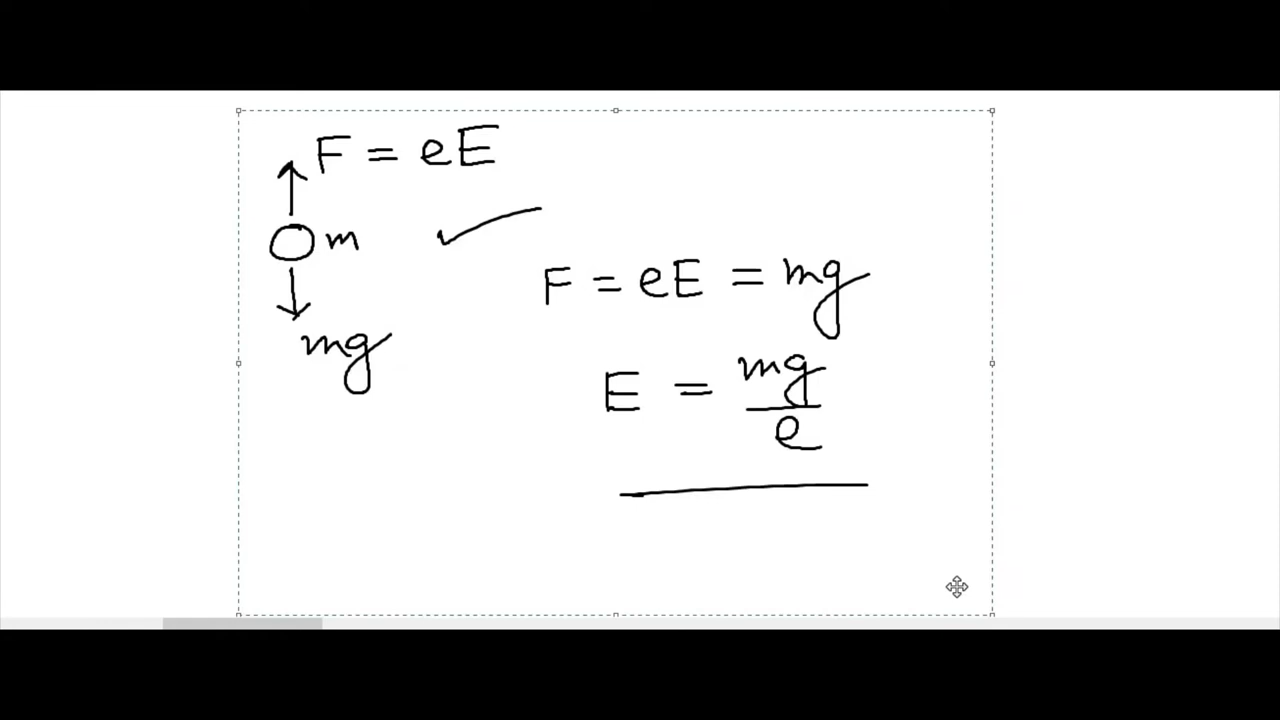 F = eE
m
mg
F = eE = mg
E = mg/e